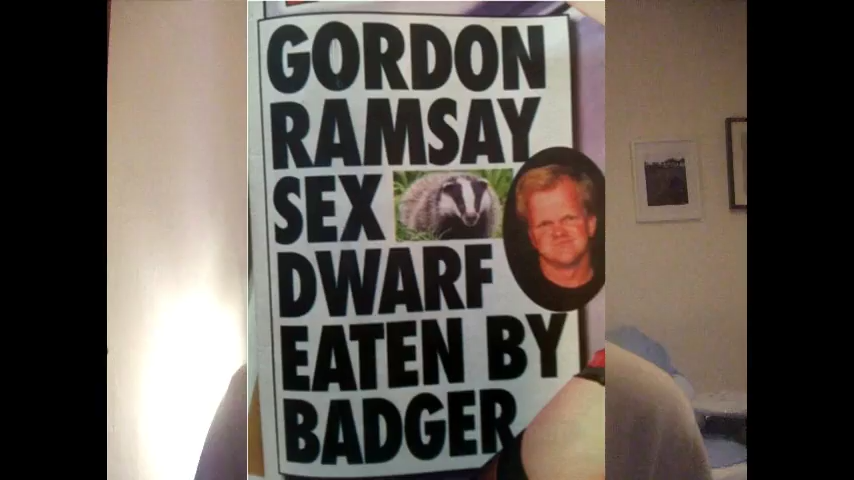 GORDON
RAMSAY
SEX
DWARF
EATEN BY
BADGER